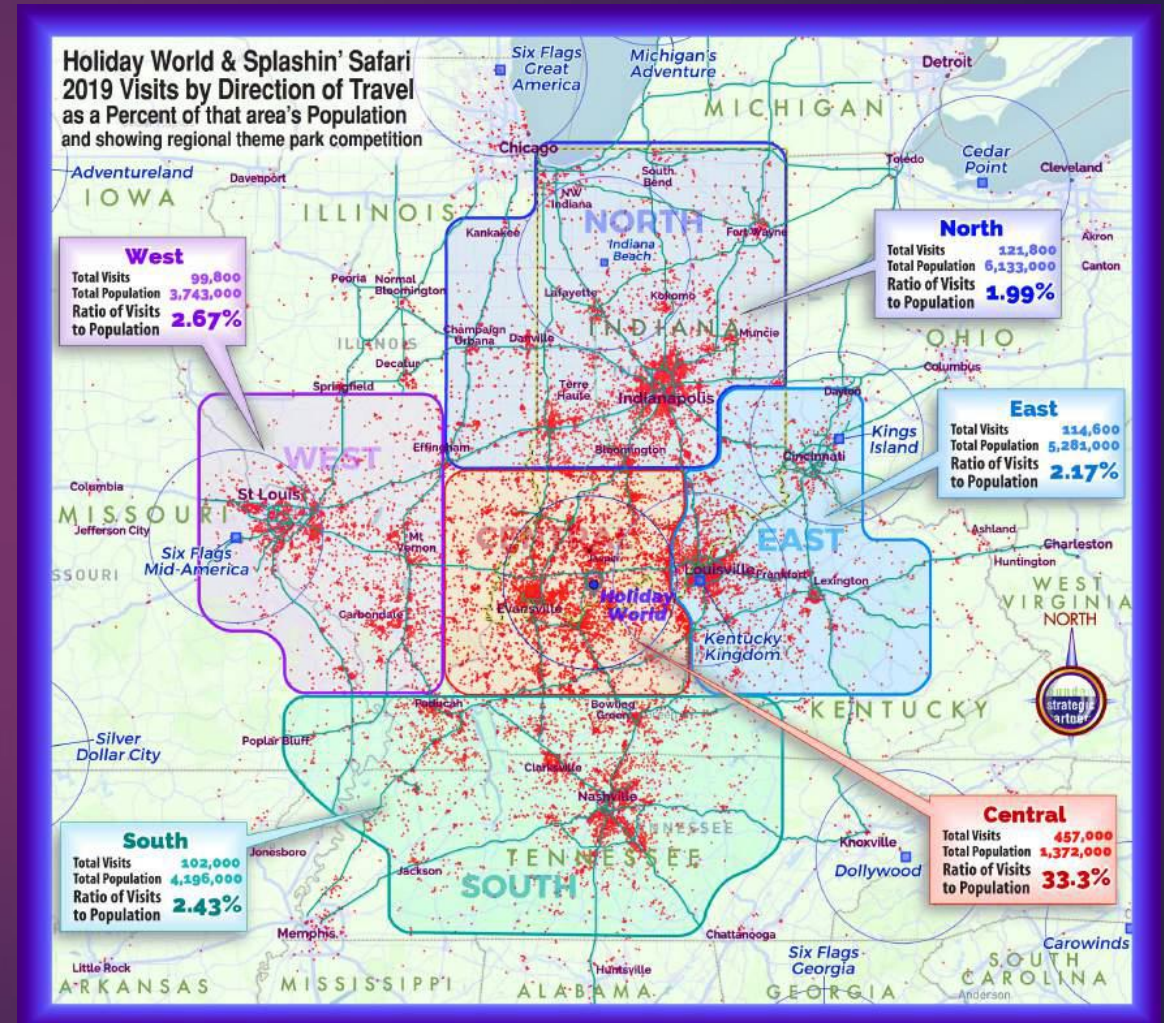 Holiday World & Splashin' Safari
2019 Visits by Direction of Travel
as a Percent of that area's Population
and showing regional theme park competition
Six Flags
Great
America
Michigan's
Adventure
Detroit
MICHIGAN
Chicago
Toledo
Cedar
Point
Cleveland
Adventureland
IOWA
Davenport
ILLINOIS
South
Bend
NW
Indiana
NORTH
Kankakee
Fort Wayne
Indiana
Beach
Akron
Canton
West
Total Visits 99,800
Total Population 3,743,000
Ratio of Visits
to Population 2.67%
North
Total Visits 121,800
Total Population 6,133,000
Ratio of Visits
to Population 1.99%
Peoria
Normal
Bloomington
Lafayette
Kokomo
INDIANA
Muncie
Champaign
Urbana
Danville
ILLINOIS
OHIO
Decatur
Columbus
Springfield
Terre
Haute
Indianapolis
Dayton
East
Total Visits 114,600
Total Population 5,281,000
Ratio of Visits
to Population 2.17%
Kings
Island
Effingham
Bloomington
Cincinnati
WEST
Columbia
St Louis
MISSOURI
Jefferson City
Six Flags
Mid-America
Mt
Vernon
EAST
Ashland
Charleston
Huntington
SSOURI
Louisville
Frankfort
Lexington
WEST
VIRGINIA
NORTH
Carbondale
Evansville
Holiday
World
Kentucky
Kingdom
strategic
Paducah
Bowling
Green
KENTUCKY
Silver
Dollar City
Poplar Bluff
Clarksville
Nashville
Central
Total Visits 457,000
Total Population 1,372,000
Ratio of Visits
to Population 33.3%
South
Total Visits 102,000
Total Population 4,196,000
Ratio of Visits
to Population 2.43%
Jonesboro
NNESSEE
Knoxville
TENNESSEE
Dollywood
Jackson
SOUTH
Memphis
Chattanooga
Carowinds
Six Flags
Georgia
Little Rock
ARKANSAS
MISSISSIPPI
Huntsville
ALABAMA
GEORGIA
SOUTH
CAROLINA
Anderson